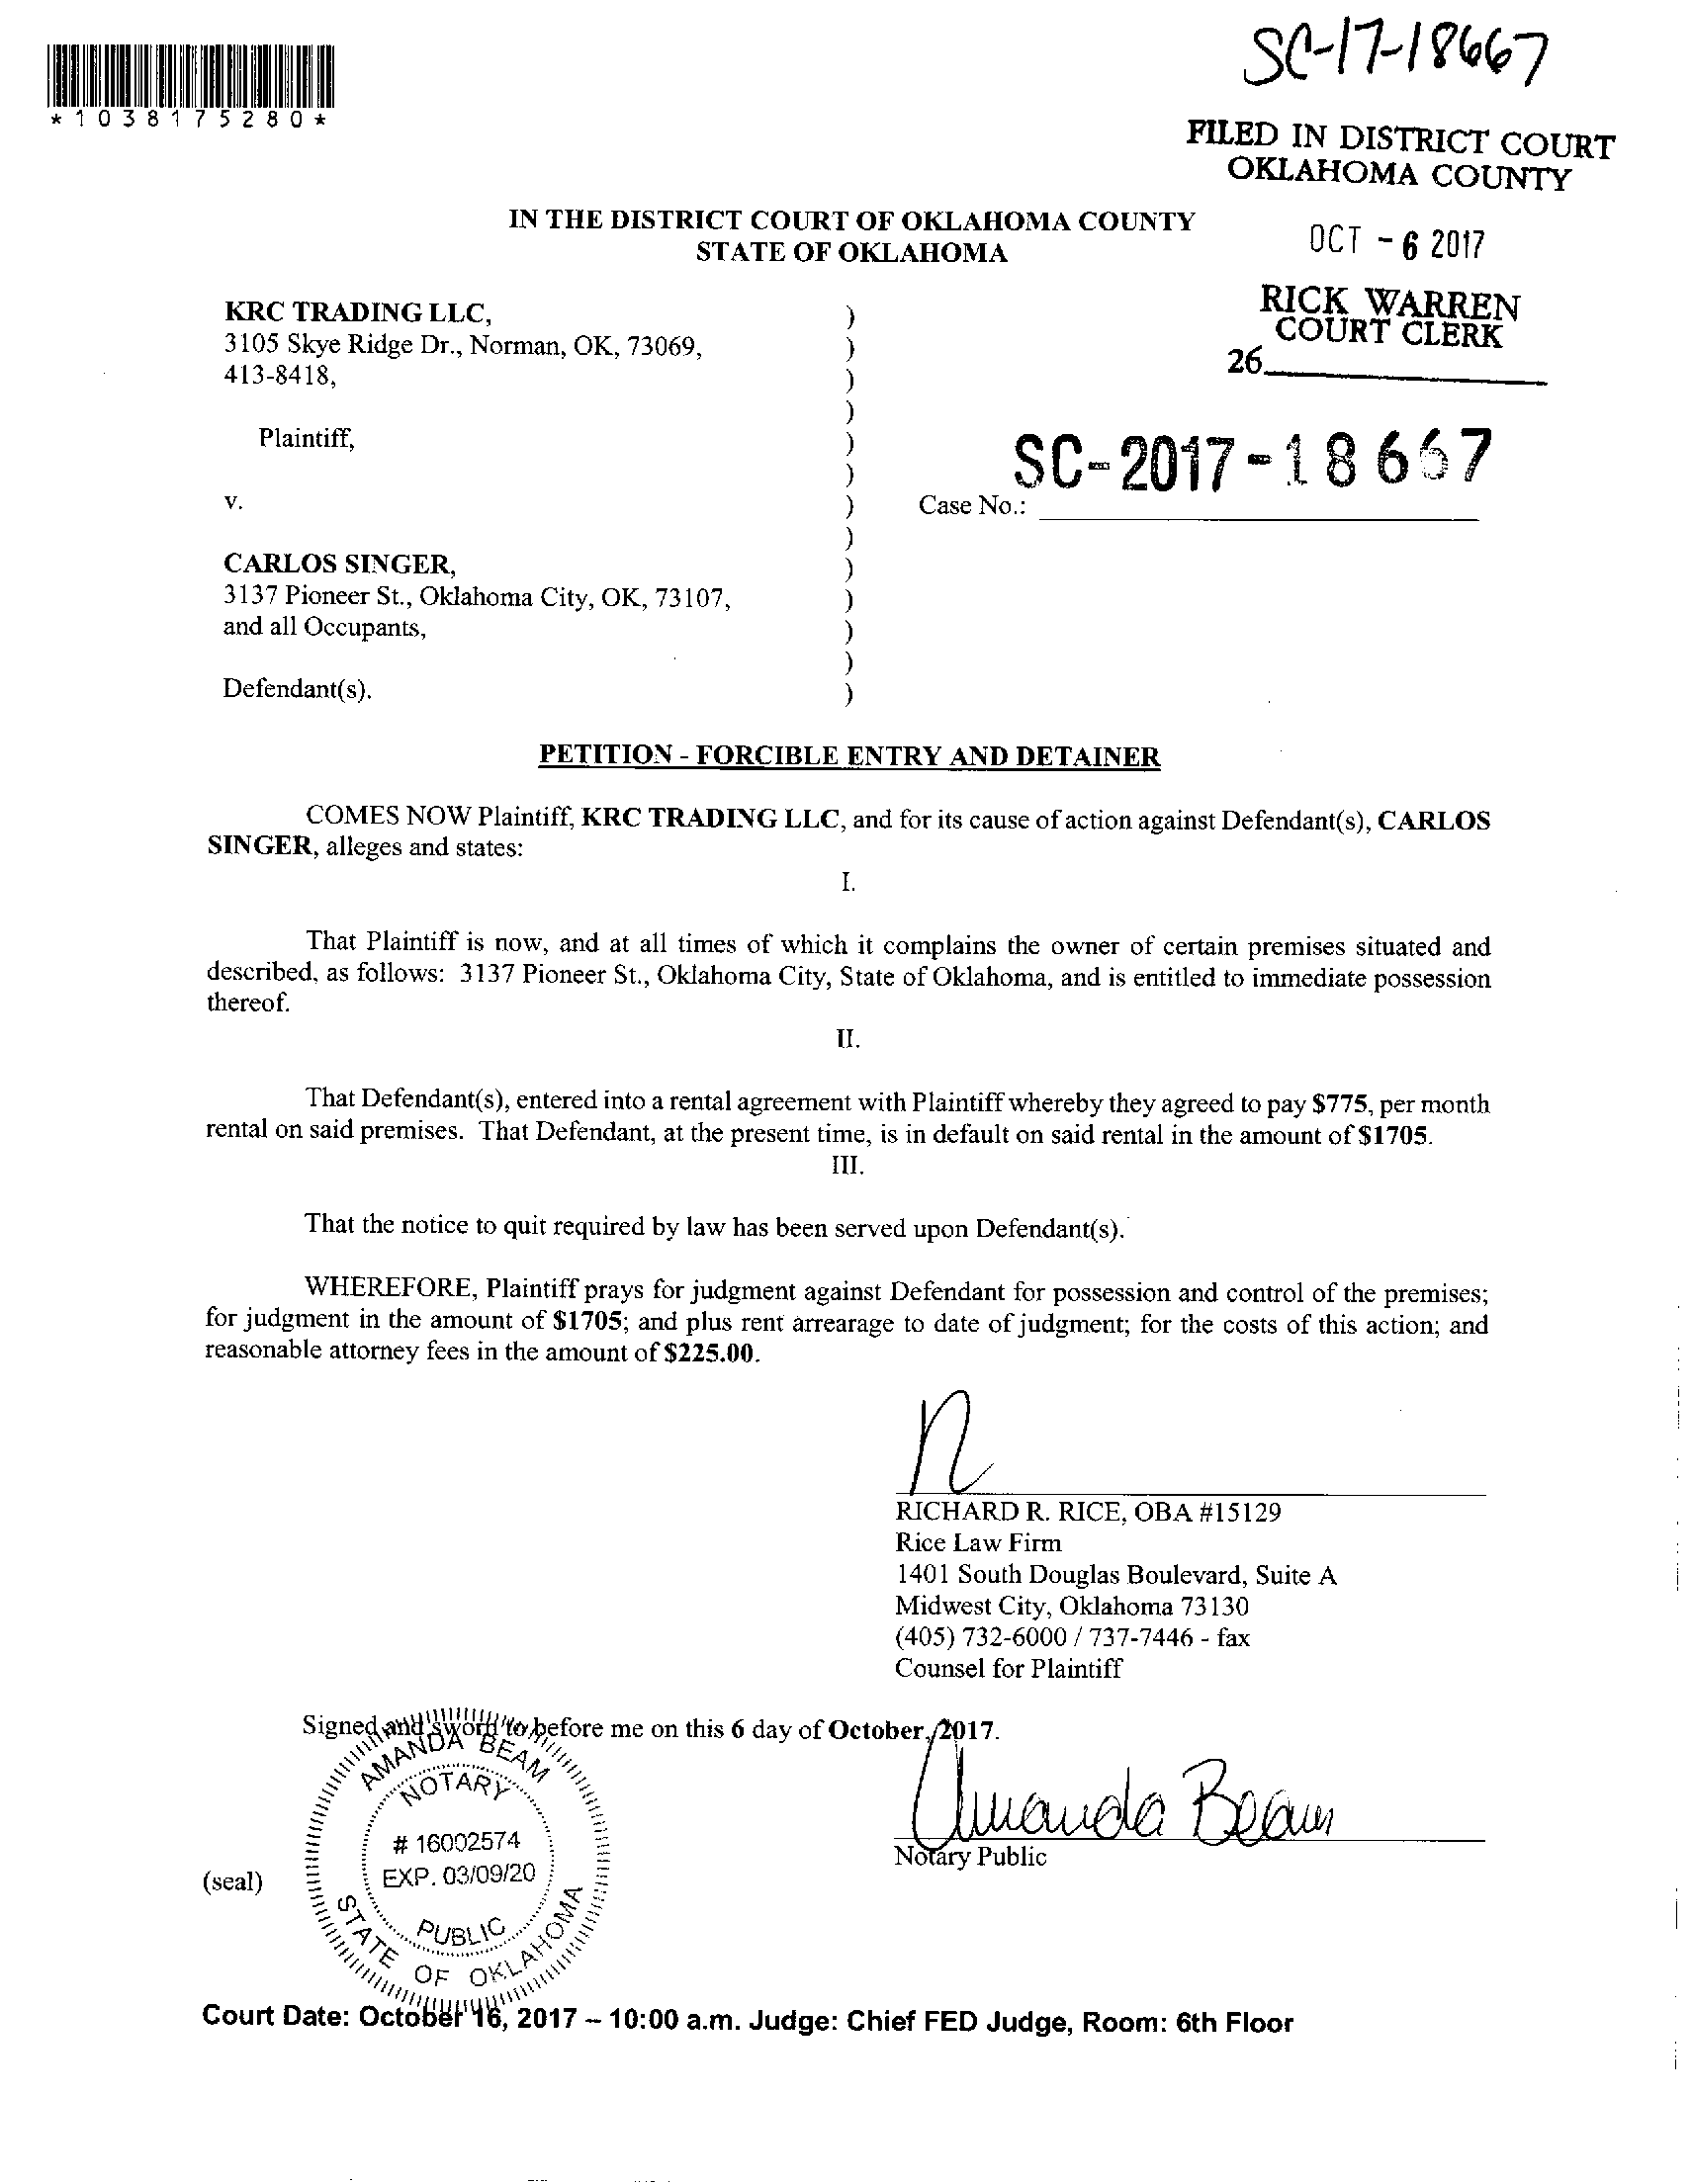 SC-17-18667
*1038175280*
FILED IN DISTRICT COURT
OKLAHOMA COUNTY
IN THE DISTRICT COURT OF OKLAHOMA COUNTY
STATE OF OKLAHOMA
OCT - 6 2017
RICK WARREN
COURT CLERK
26
KRC TRADING LLC, )
3105 Skye Ridge Dr., Norman, OK, 73069, )
413-8418, )
)
Plaintiff, )
)
SC-2017-18667
v. ) Case No.:
)
CARLOS SINGER, )
3137 Pioneer St., Oklahoma City, OK, 73107, )
and all Occupants, )
)
Defendant(s). )
PETITION - FORCIBLE ENTRY AND DETAINER
COMES NOW Plaintiff, KRC TRADING LLC, and for its cause of action against Defendant(s), CARLOS
SINGER, alleges and states:
I.
That Plaintiff is now, and at all times of which it complains the owner of certain premises situated and
described, as follows: 3137 Pioneer St., Oklahoma City, State of Oklahoma, and is entitled to immediate possession
thereof.
II.
That Defendant(s), entered into a rental agreement with Plaintiff whereby they agreed to pay $775, per month
rental on said premises. That Defendant, at the present time, is in default on said rental in the amount of $1705.
III.
That the notice to quit required by law has been served upon Defendant(s).
WHEREFORE, Plaintiff prays for judgment against Defendant for possession and control of the premises;
for judgment in the amount of $1705; and plus rent arrearage to date of judgment; for the costs of this action; and
reasonable attorney fees in the amount of $225.00.
RICHARD R. RICE, OBA #15129
Rice Law Firm
1401 South Douglas Boulevard, Suite A
Midwest City, Oklahoma 73130
(405) 732-6000 / 737-7446 - fax
Counsel for Plaintiff
Signed and sworn to before me on this 6 day of October, 2017.
AMANDA BEAM
NOTARY
# 16002574
EXP. 03/09/20
PUBLIC
STATE OF OKLAHOMA
Amanda Beam
Notary Public
(seal)
Court Date: October 16, 2017 – 10:00 a.m. Judge: Chief FED Judge, Room: 6th Floor